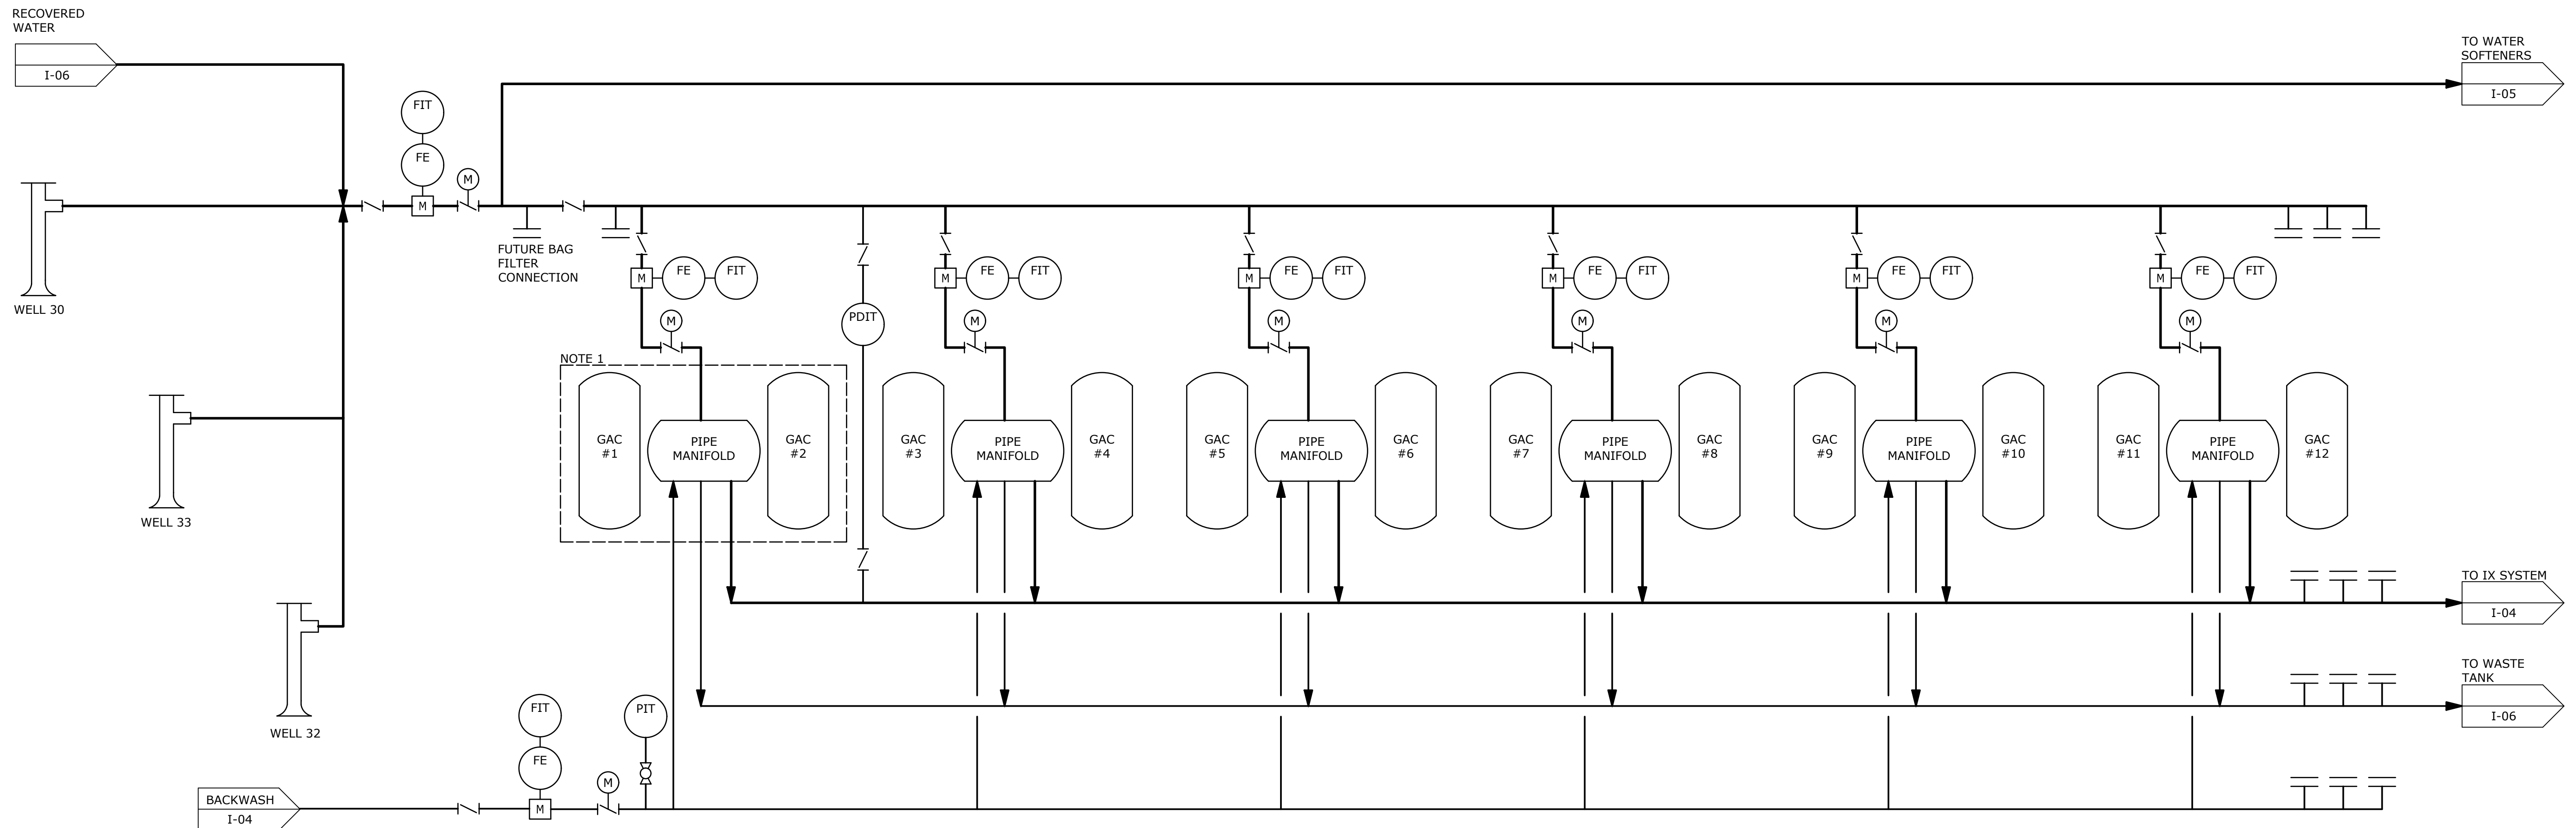 RECOVERED
WATER
I-06
TO WATER
SOFTENERS
I-05
FIT
FE
M
M
WELL 30
FUTURE BAG
FILTER
CONNECTION
M FE FIT
M FE FIT
M FE FIT
M FE FIT
M FE FIT
M FE FIT
PDIT
M
M
M
M
M
M
NOTE 1
GAC
#1
PIPE
MANIFOLD
GAC
#2
GAC
#3
PIPE
MANIFOLD
GAC
#4
GAC
#5
PIPE
MANIFOLD
GAC
#6
GAC
#7
PIPE
MANIFOLD
GAC
#8
GAC
#9
PIPE
MANIFOLD
GAC
#10
GAC
#11
PIPE
MANIFOLD
GAC
#12
WELL 33
TO IX SYSTEM
I-04
WELL 32
TO WASTE
TANK
I-06
FIT
FE
M
M
PIT
BACKWASH
I-04